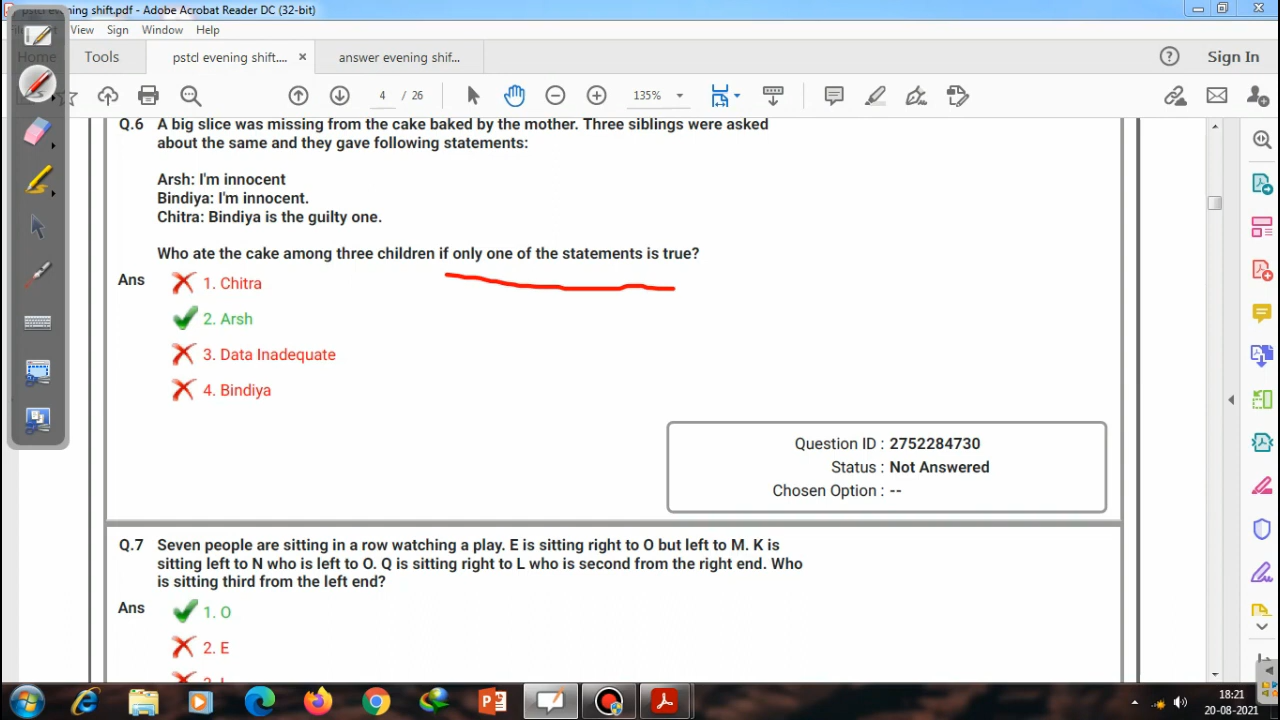 pstcl evening shift.pdf - Adobe Acrobat Reader DC (32-bit)
View Sign Window Help
Home Tools pstcl evening shift.... × answer evening shif... Sign In
4 / 26 135%
Q.6 A big slice was missing from the cake baked by the mother. Three siblings were asked
about the same and they gave following statements:
Arsh: I'm innocent
Bindiya: I'm innocent.
Chitra: Bindiya is the guilty one.
Who ate the cake among three children if only one of the statements is true?
Ans
1. Chitra
2. Arsh
3. Data Inadequate
4. Bindiya
Question ID : 2752284730
Status : Not Answered
Chosen Option : --
Q.7 Seven people are sitting in a row watching a play. E is sitting right to O but left to M. K is
sitting left to N who is left to O. Q is sitting right to L who is second from the right end. Who
is sitting third from the left end?
Ans
1. O
2. E
18:21
20-08-2021